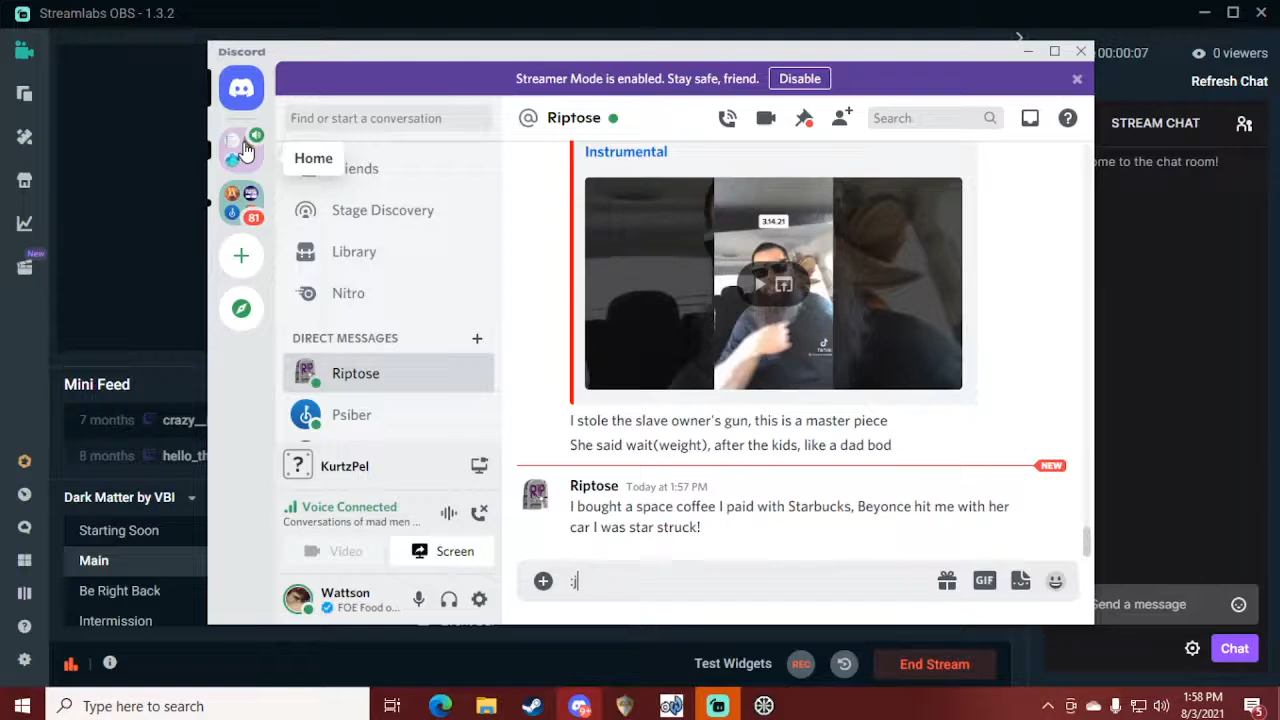 Streamlabs OBS - 1.3.2
Discord
Streamer Mode is enabled. Stay safe, friend.
Disable
00:00:07
0 viewers
Refresh Chat
Find or start a conversation
Riptose
Search
STREAM CHAT
Home
iends
ome to the chat room!
Instrumental
3.14.21
Stage Discovery
81
Library
Nitro
DIRECT MESSAGES
Riptose
Psiber
Mini Feed
7 months
crazy__
8 months
hello_th
I stole the slave owner's gun, this is a master piece
She said wait(weight), after the kids, like a dad bod
NEW
KurtzPel
Riptose Today at 1:57 PM
I bought a space coffee I paid with Starbucks, Beyonce hit me with her
car I was star struck!
New
Dark Matter by VBI
Starting Soon
Main
Be Right Back
Intermission
Voice Connected
Conversations of mad men ...
Video
Screen
Wattson
FOE Food o...
:j
GIF
Send a message
Test Widgets
REC
End Stream
Chat
Type here to search
9+
1:58 PM
8/3/2021
5